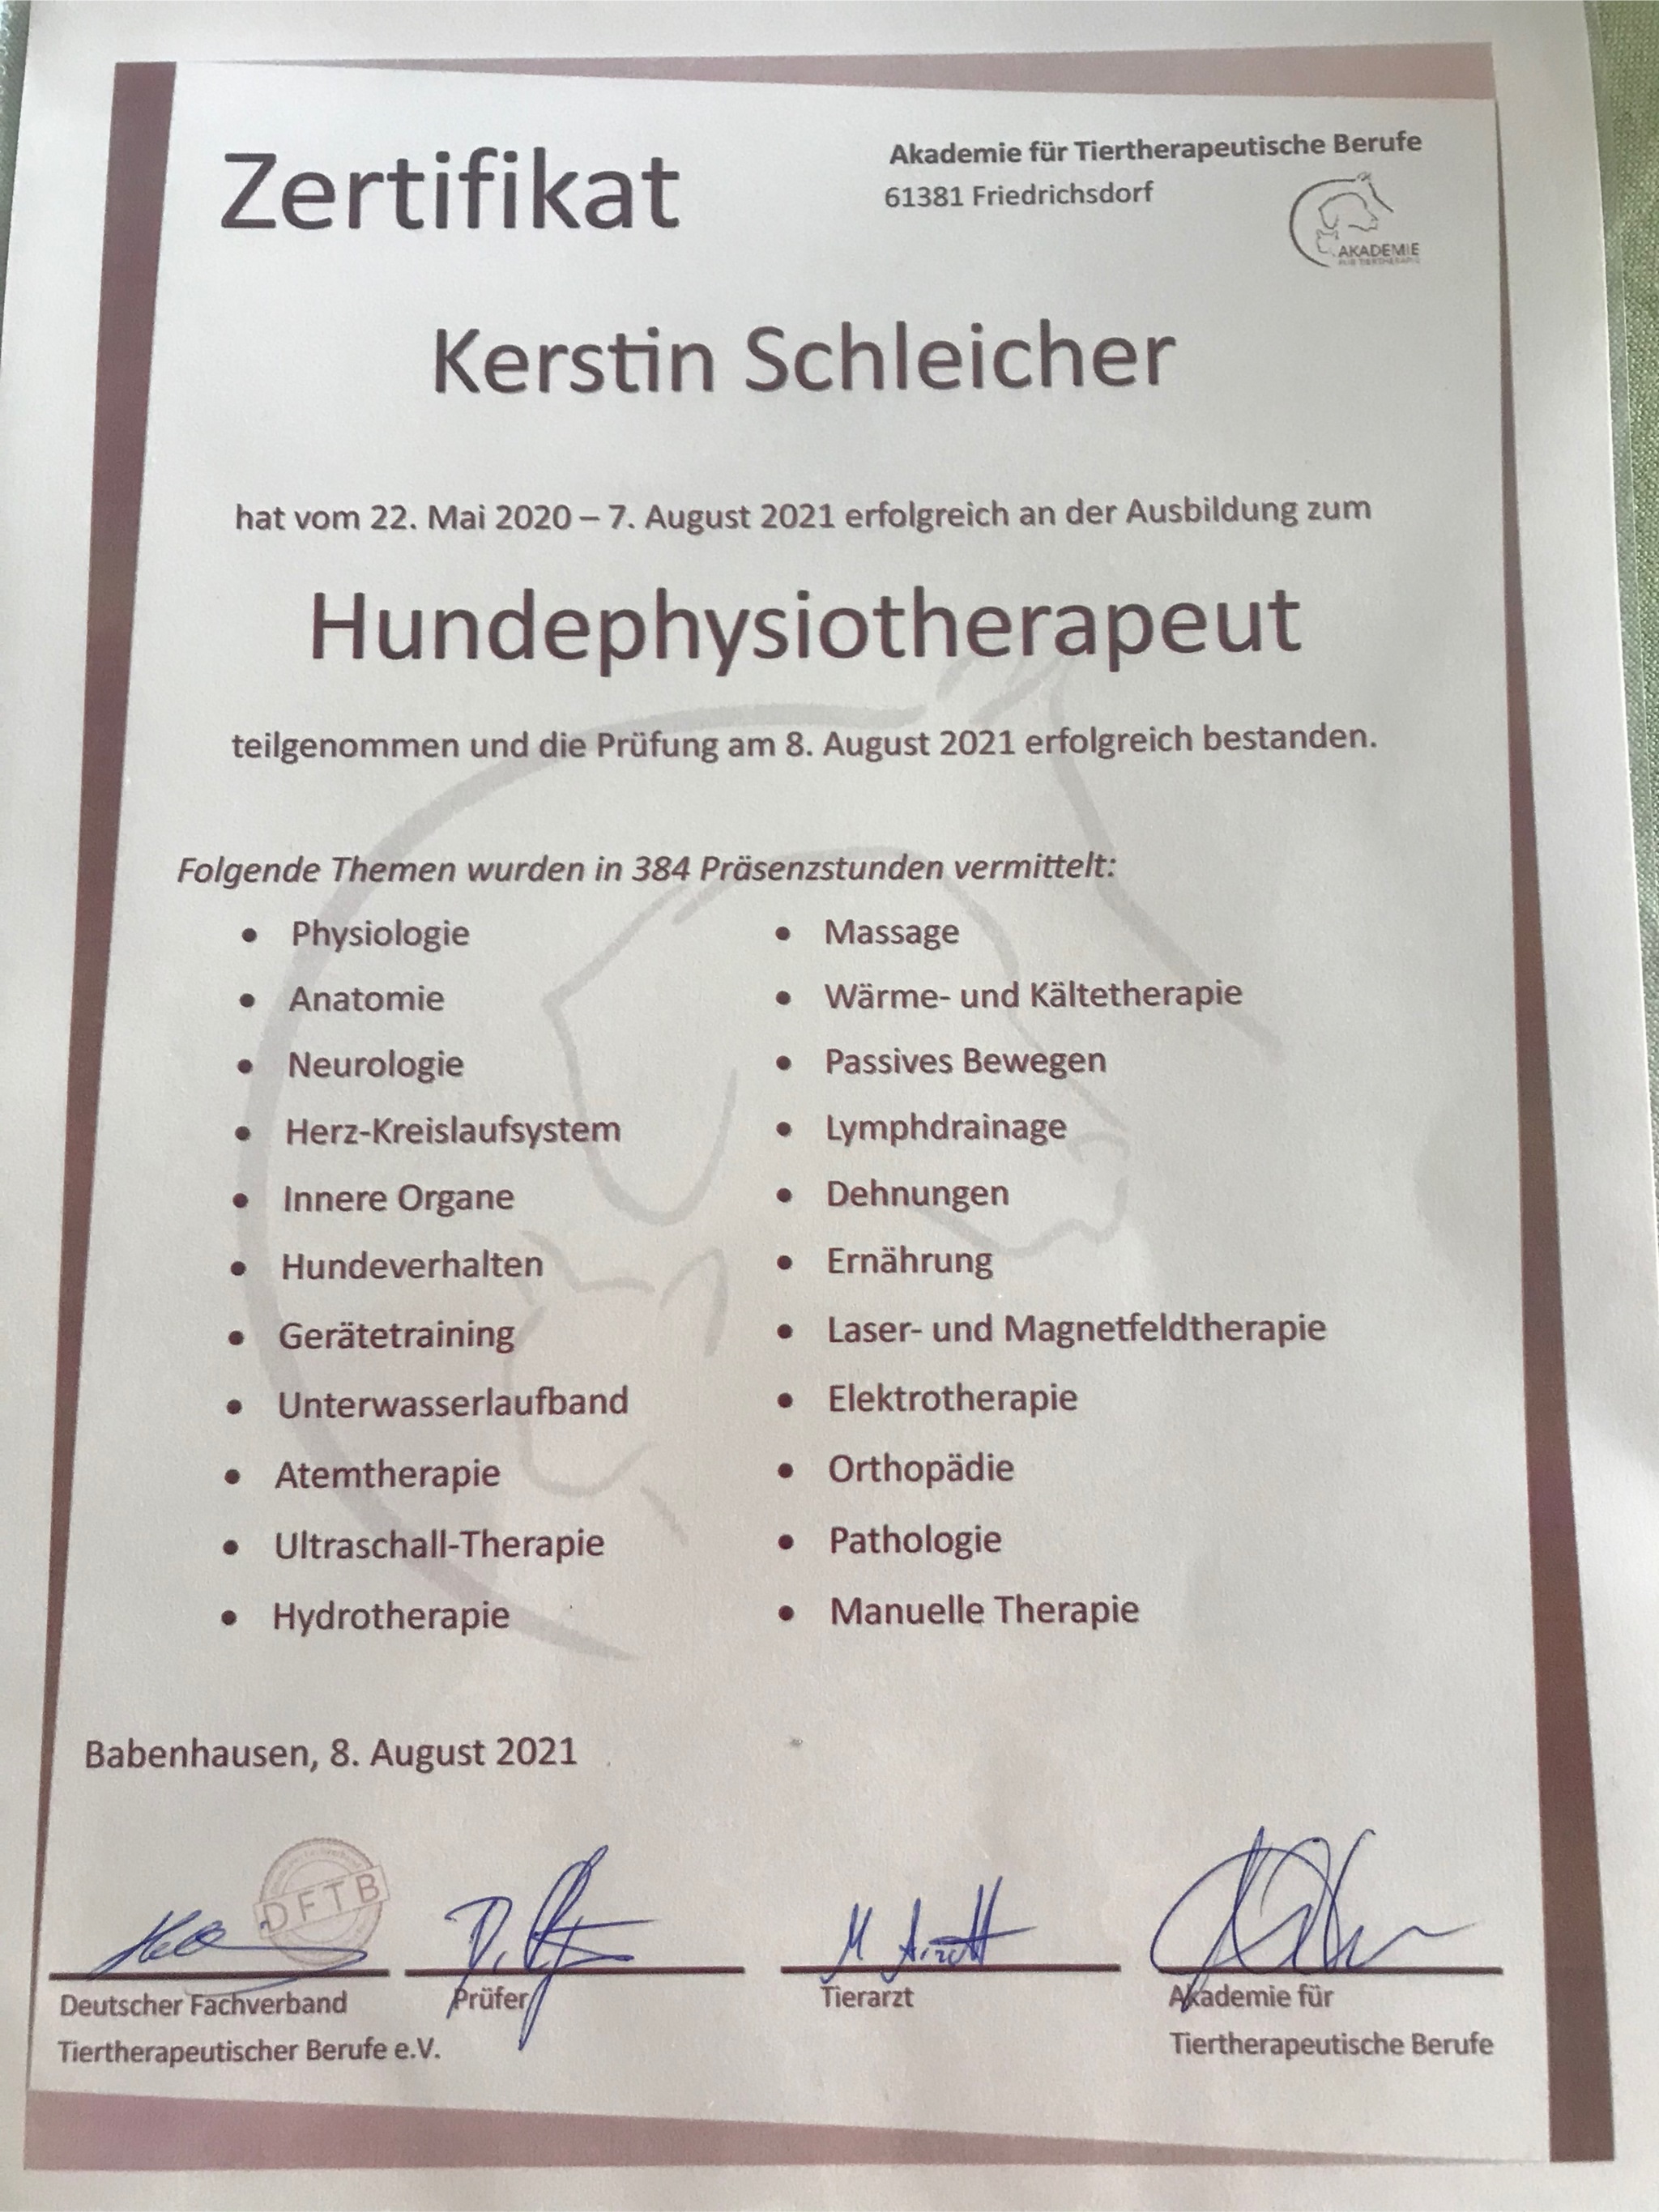 Zertifikat
Akademie für Tiertherapeutische Berufe
61381 Friedrichsdorf
AKADEMIE
FÜR TIERTHERAPIE
Kerstin Schleicher
hat vom 22. Mai 2020 – 7. August 2021 erfolgreich an der Ausbildung zum
Hundephysiotherapeut
teilgenommen und die Prüfung am 8. August 2021 erfolgreich bestanden.
Folgende Themen wurden in 384 Präsenzstunden vermittelt:
• Physiologie
• Anatomie
• Neurologie
• Herz-Kreislaufsystem
• Innere Organe
• Hundeverhalten
• Gerätetraining
• Unterwasserlaufband
• Atemtherapie
• Ultraschall-Therapie
• Hydrotherapie
• Massage
• Wärme- und Kältetherapie
• Passives Bewegen
• Lymphdrainage
• Dehnungen
• Ernährung
• Laser- und Magnetfeldtherapie
• Elektrotherapie
• Orthopädie
• Pathologie
• Manuelle Therapie
Babenhausen, 8. August 2021
DFTB
Deutscher Fachverband
Tiertherapeutischer Berufe e.V.
Prüfer
Tierarzt
Akademie für
Tiertherapeutische Berufe